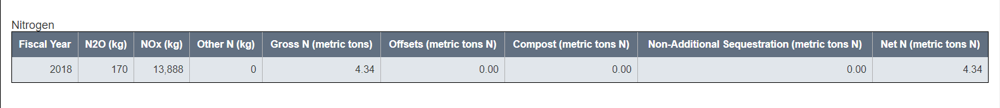 Nitrogen
Fiscal Year N2O (kg) NOx (kg) Other N (kg) Gross N (metric tons) Offsets (metric tons N) Compost (metric tons N) Non-Additional Sequestration (metric tons N) Net N (metric tons N)
2018 170 13,888 0 4.34 0.00 0.00 0.00 4.34